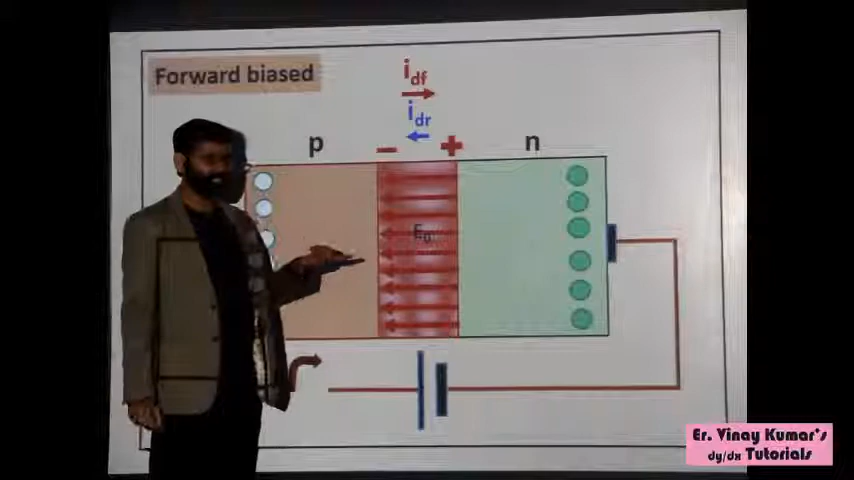 Forward biased
idf
idr
p
−
+
n
E0
Er. Vinay Kumar's
dy/dx Tutorials